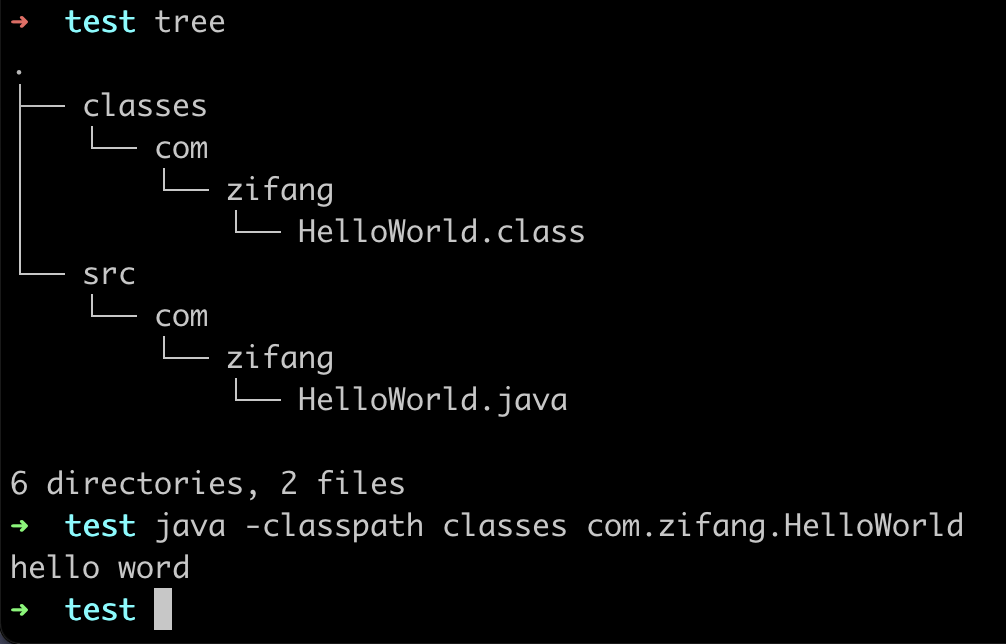 ➜  test tree
.
├── classes
│   └── com
│       └── zifang
│           └── HelloWorld.class
└── src
    └── com
        └── zifang
            └── HelloWorld.java

6 directories, 2 files
➜  test java -classpath classes com.zifang.HelloWorld
hello word
➜  test